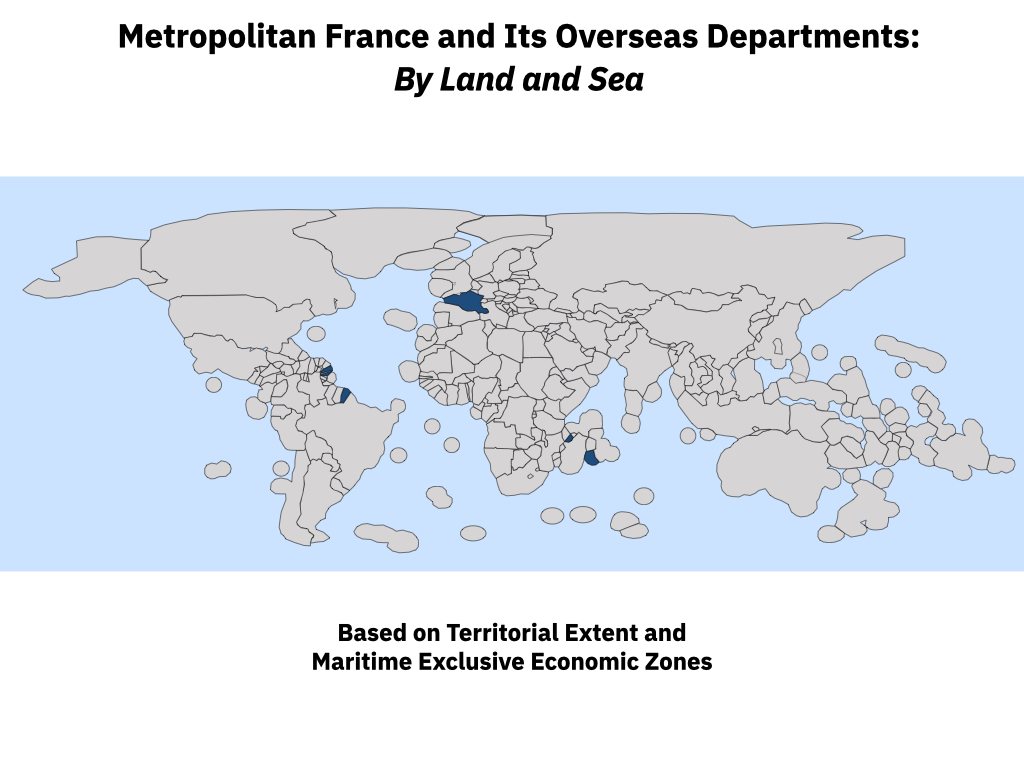 Metropolitan France and Its Overseas Departments:
By Land and Sea
Based on Territorial Extent and
Maritime Exclusive Economic Zones